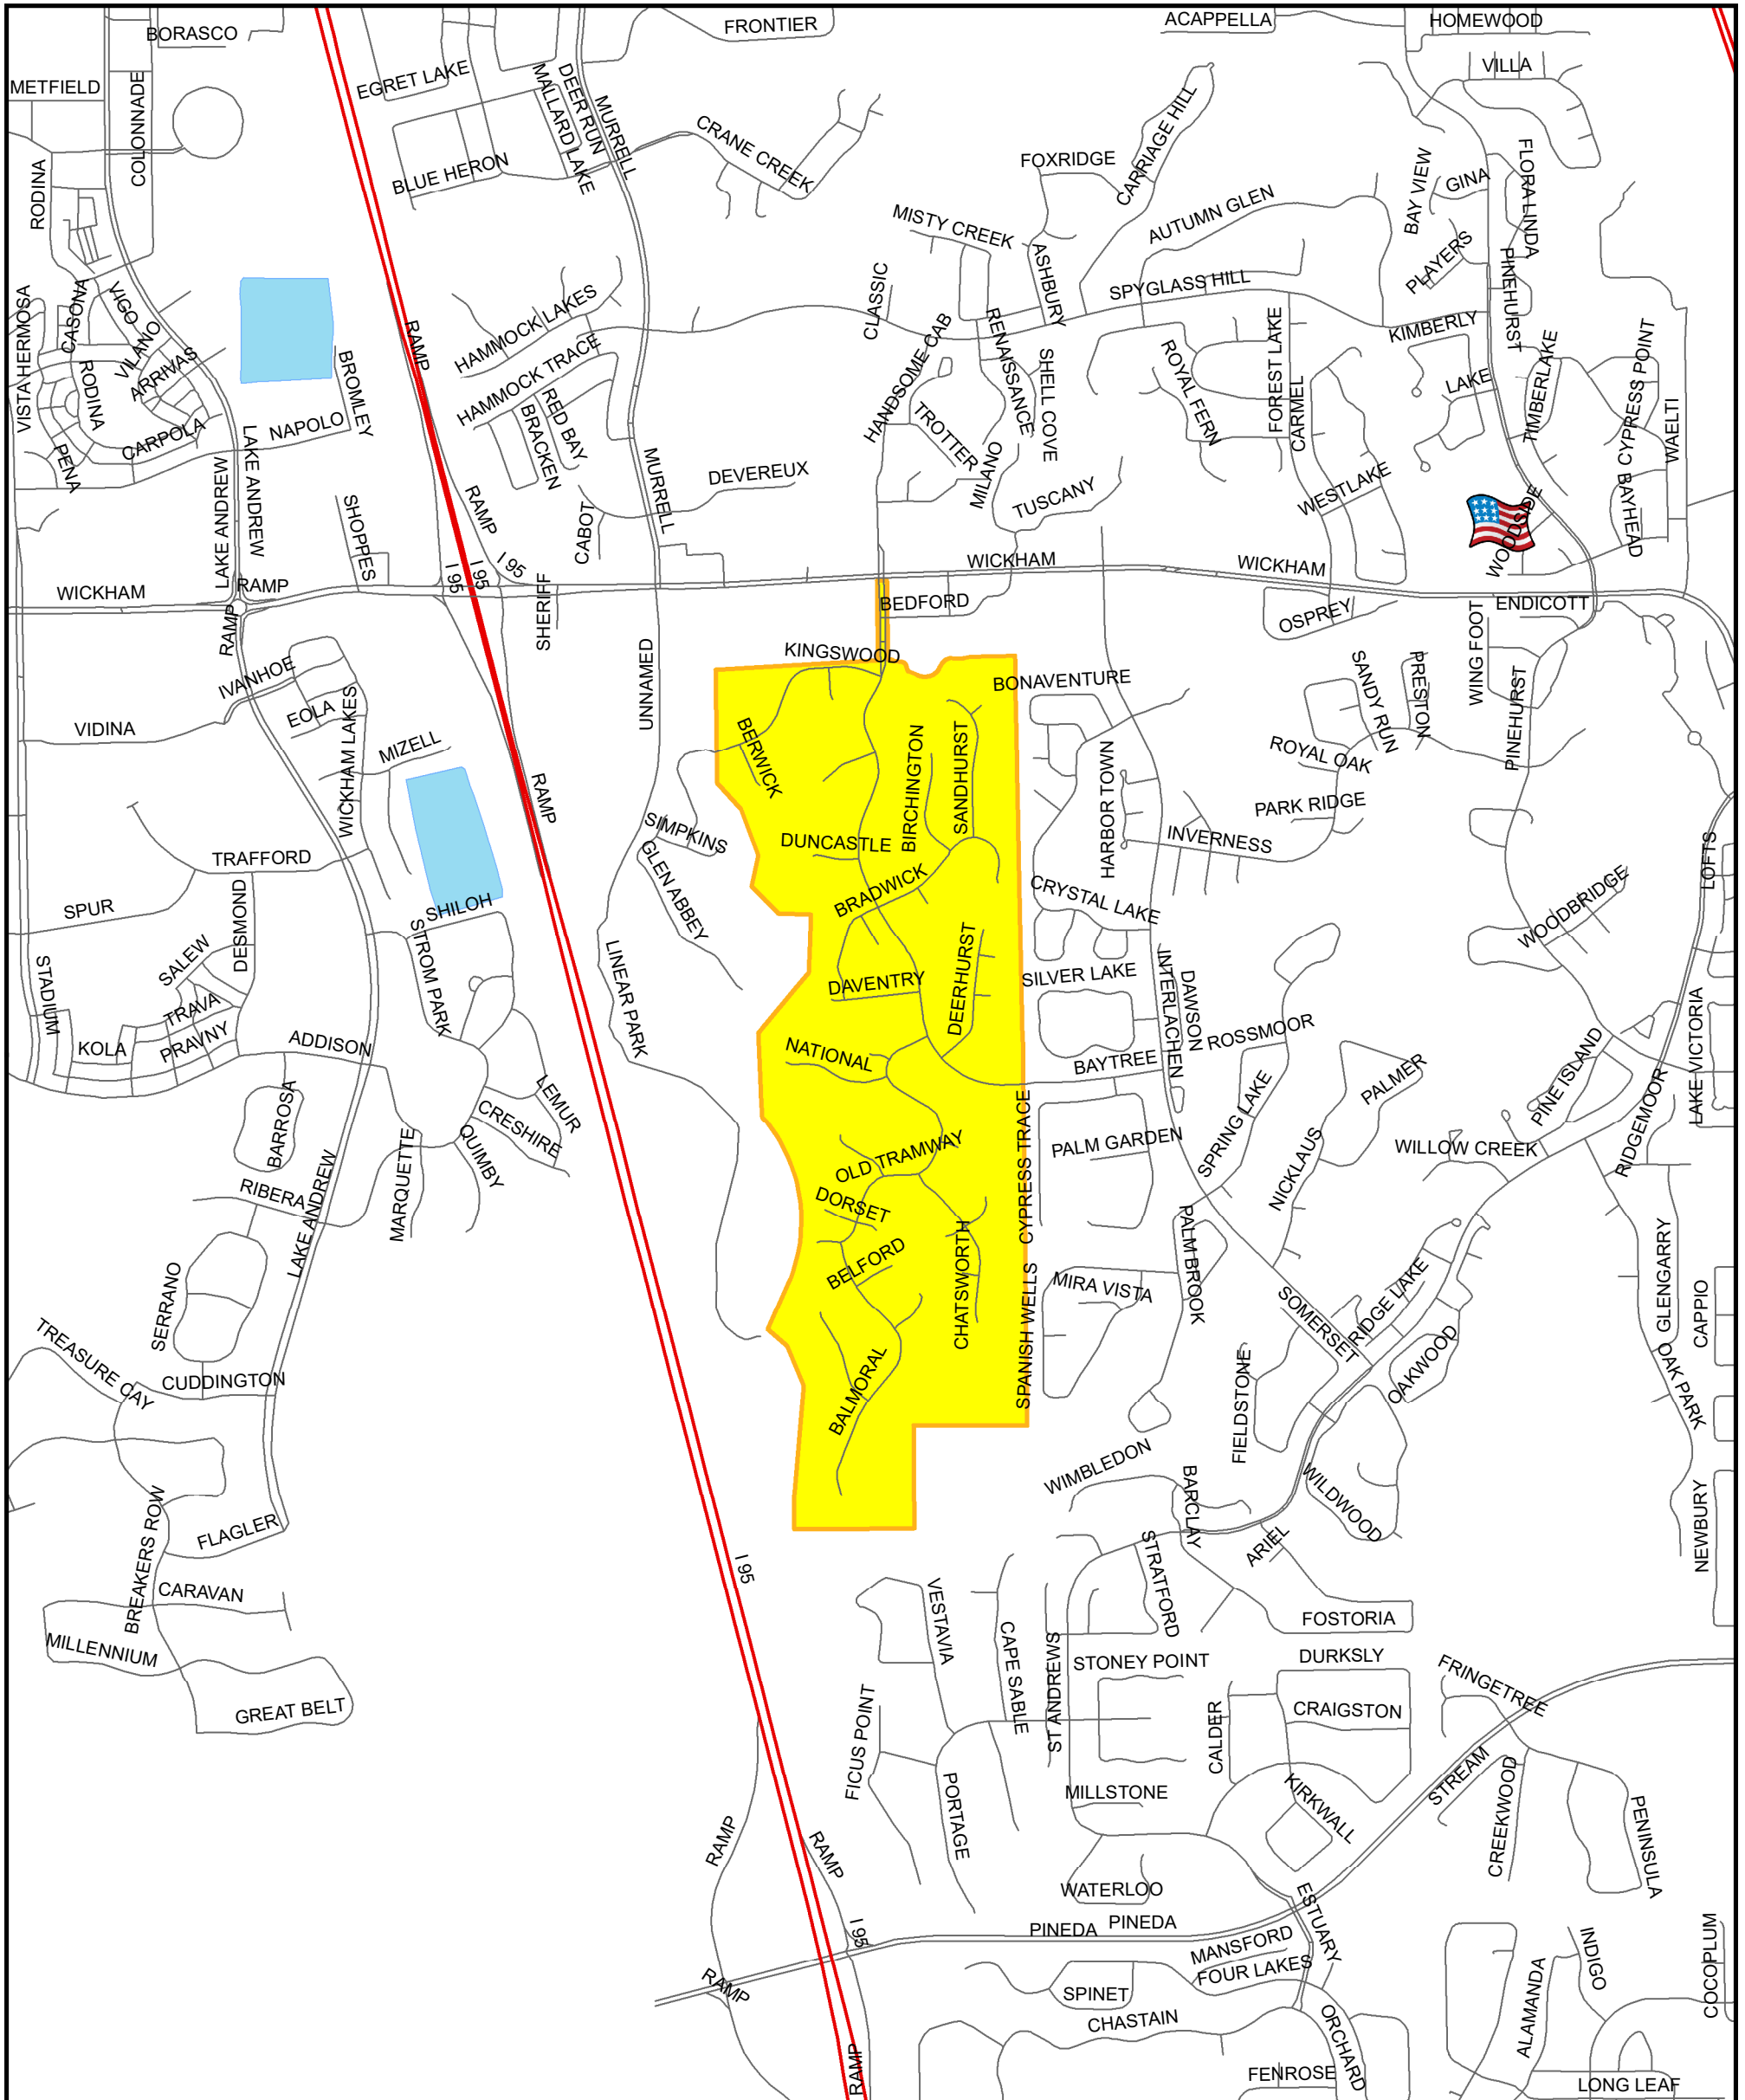 BORASCO
FRONTIER
ACAPPELLA
HOMEWOOD
METFIELD
COLONNADE
EGRET LAKE
MALLARD LAKE
DEER RUN
MURRELL
VILLA
CRANE CREEK
CARRIAGE HILL
FOXRIDGE
BLUE HERON
RODINA
BAY VIEW
GINA
FLORA LINDA
MISTY CREEK
AUTUMN GLEN
PLAYERS
PINEHURST
ASHBURY
SPYGLASS HILL
CLASSIC
HAMMOCK LAKES
VISTA HERMOSA
CASONA
VIGO
VILANO
ARRIVAS
RODINA
RAMP
HAMMOCK TRACE
HANDSOME CAB
RENAISSANCE
SHELL COVE
ROYAL FERN
FOREST LAKE
CARMEL
KIMBERLY
LAKE
TIMBERLAKE
CYPRESS POINT
WAELTI
BROMLEY
NAPOLO
CARPOLA
PENA
BRACKEN
RED BAY
TROTTER
MILANO
TUSCANY
DEVEREUX
MURRELL
WESTLAKE
WOODSIDE
BAYHEAD
LAKE ANDREW
LAKE ANDREW
SHOPPES
RAMP
CABOT
I 95
I 95
I 95
WICKHAM
RAMP
RAMP
SHERIFF
WICKHAM
WICKHAM
BEDFORD
OSPREY
ENDICOTT
WING FOOT
KINGSWOOD
BONAVENTURE
UNNAMED
IVANHOE
EOLA
WICKHAM LAKES
MIZELL
VIDINA
BERWICK
BIRCHINGTON
SANDHURST
HARBOR TOWN
SANDY RUN
PRESTON
PINEHURST
ROYAL OAK
PARK RIDGE
INVERNESS
RAMP
SIMPKINS
GLEN ABBEY
DUNCASTLE
BRADWICK
CRYSTAL LAKE
LOFTS
WOODBRIDGE
TRAFFORD
SPUR
DESMOND
SHILOH
STROM PARK
SALEW
TRAVA
PRAVNY
KOLA
STADIUM
ADDISON
LINEAR PARK
DAVENTRY
DEERHURST
SILVER LAKE
INTERLACHEN
DAWSON
ROSSMOOR
NATIONAL
BAYTREE
LAKE VICTORIA
PINE ISLAND
PALMER
RIDGEMOOR
SPRING LAKE
NICKLAUS
WILLOW CREEK
BARROSA
LEMUR
CRESHIRE
QUIMBY
MARQUETTE
LAKE ANDREW
RIBERA
OLD TRAMWAY
PALM GARDEN
CYPRESS TRACE
DORSET
BELFORD
CHATSWORTH
SPANISH WELLS
MIRA VISTA
PALM BROOK
SOMERSET
RIDGE LAKE
OAKWOOD
GLENGARRY
CAPPIO
OAK PARK
SERRANO
TREASURE CAY
CUDDINGTON
BALMORAL
FIELDSTONE
WIMBLEDON
BARCLAY
WILDWOOD
NEWBURY
BREAKERS ROW
FLAGLER
CARAVAN
MILLENNIUM
GREAT BELT
I 95
STRATFORD
ARIEL
VESTAVIA
CAPE SABLE
ST ANDREWS
FOSTORIA
STONEY POINT
DURKSLY
FRINGETREE
CRAIGSTON
CALDER
FICUS POINT
PORTAGE
MILLSTONE
KIRKWALL
STREAM
CREEKWOOD
PENINSULA
RAMP
RAMP
WATERLOO
ESTUARY
I 95
PINEDA
PINEDA
MANSFORD
FOUR LAKES
RAMP
SPINET
CHASTAIN
ORCHARD
ALAMANDA
INDIGO
COCOPLUM
RAMP
FENROSE
LONG LEAF